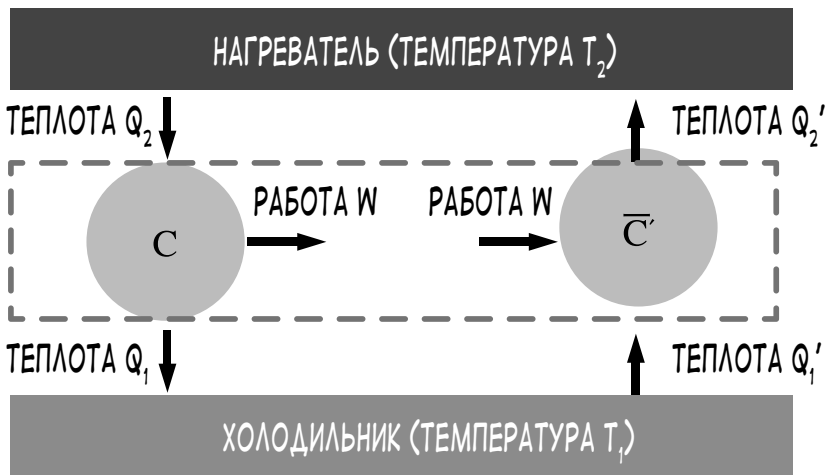 НАГРЕВАТЕЛЬ (ТЕМПЕРАТУРА T₂)
ТЕПЛОТА Q₂
ТЕПЛОТА Q₂'
РАБОТА W
РАБОТА W
C
C̅′
ТЕПЛОТА Q₁
ТЕПЛОТА Q₁'
ХОЛОДИЛЬНИК (ТЕМПЕРАТУРА T₁)